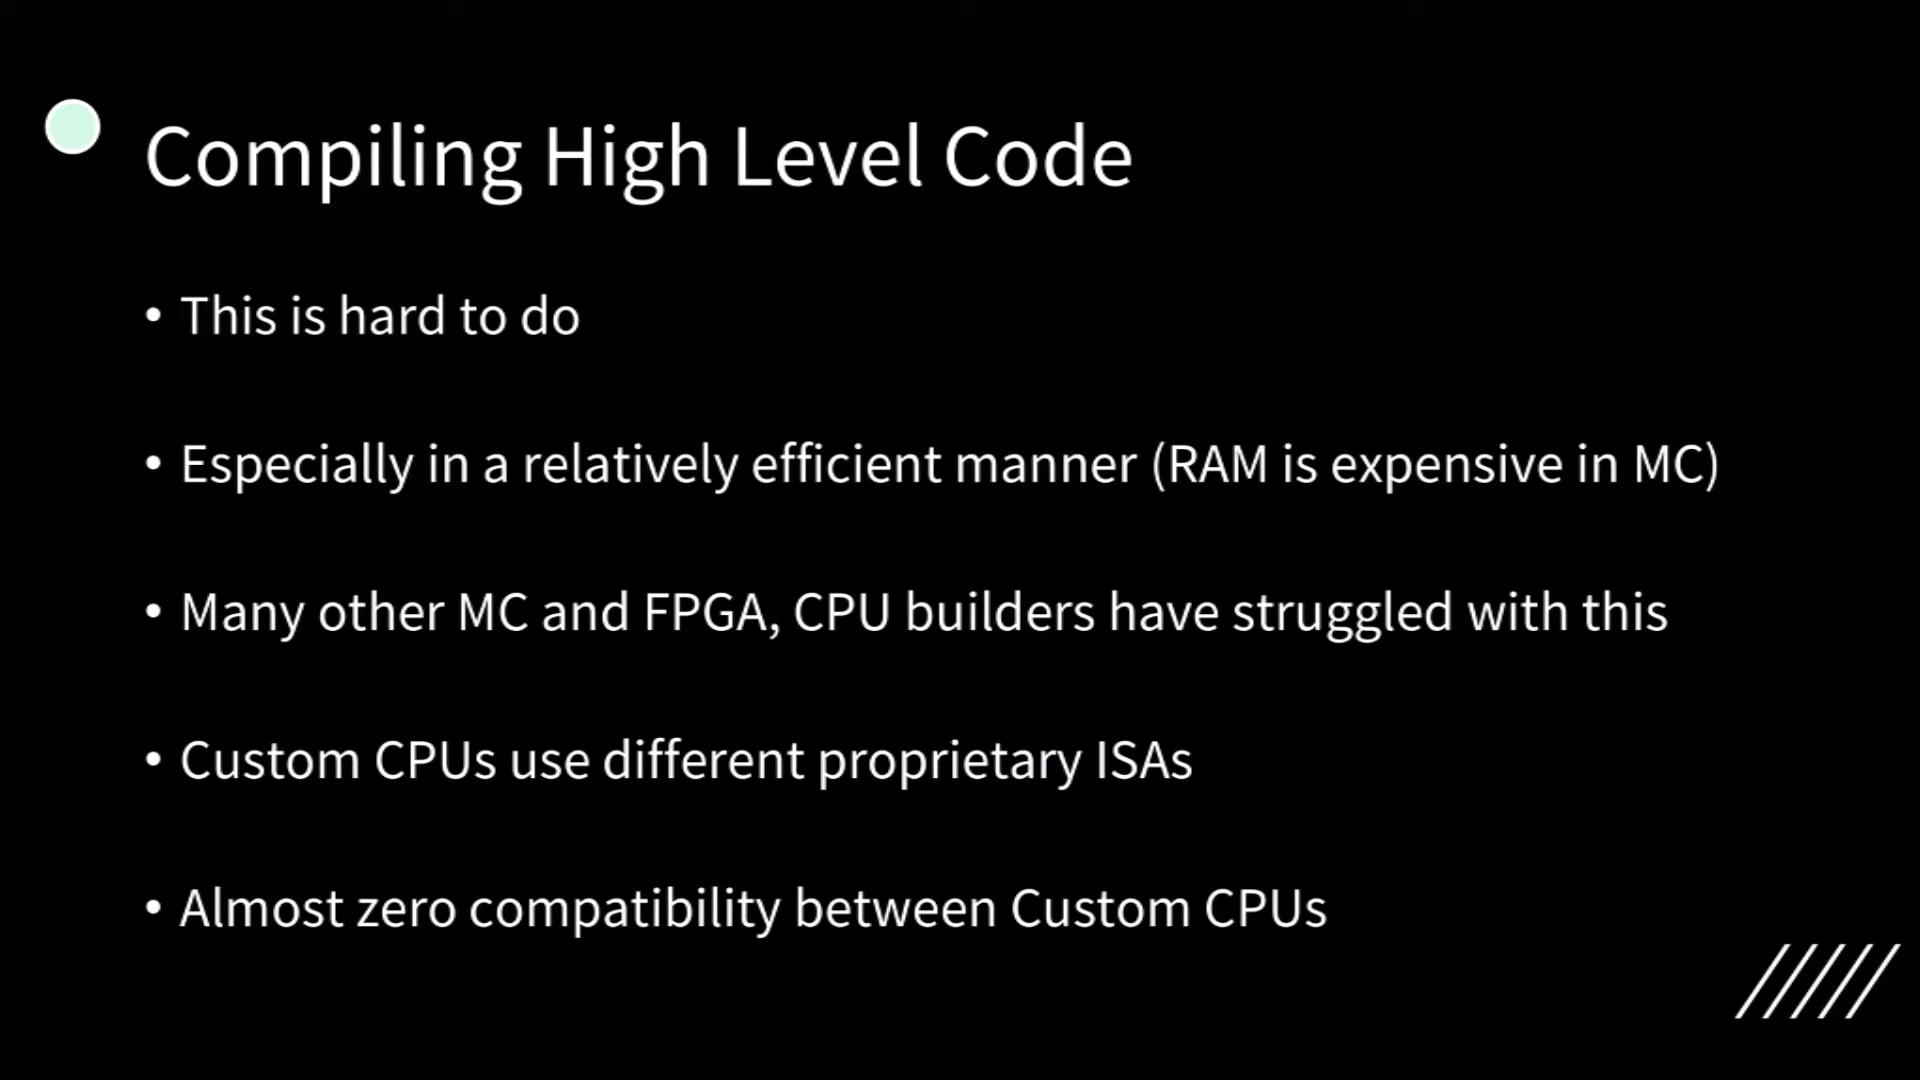 Compiling High Level Code
• This is hard to do
• Especially in a relatively efficient manner (RAM is expensive in MC)
• Many other MC and FPGA, CPU builders have struggled with this
• Custom CPUs use different proprietary ISAs
• Almost zero compatibility between Custom CPUs